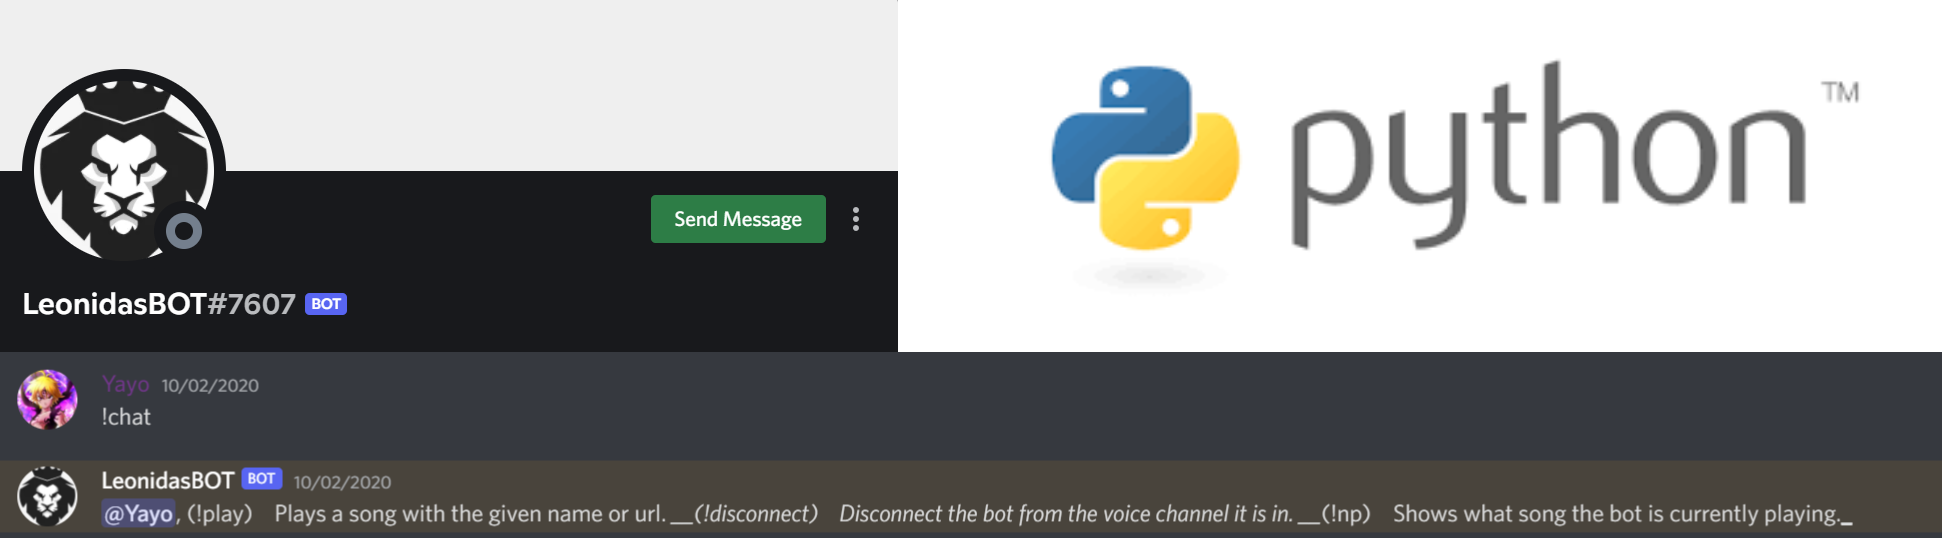 Send Message
LeonidasBOT#7607 BOT
python TM
Yayo 10/02/2020
!chat
LeonidasBOT BOT 10/02/2020
@Yayo, (!play) Plays a song with the given name or url. __(!disconnect) Disconnect the bot from the voice channel it is in. __(!np) Shows what song the bot is currently playing._